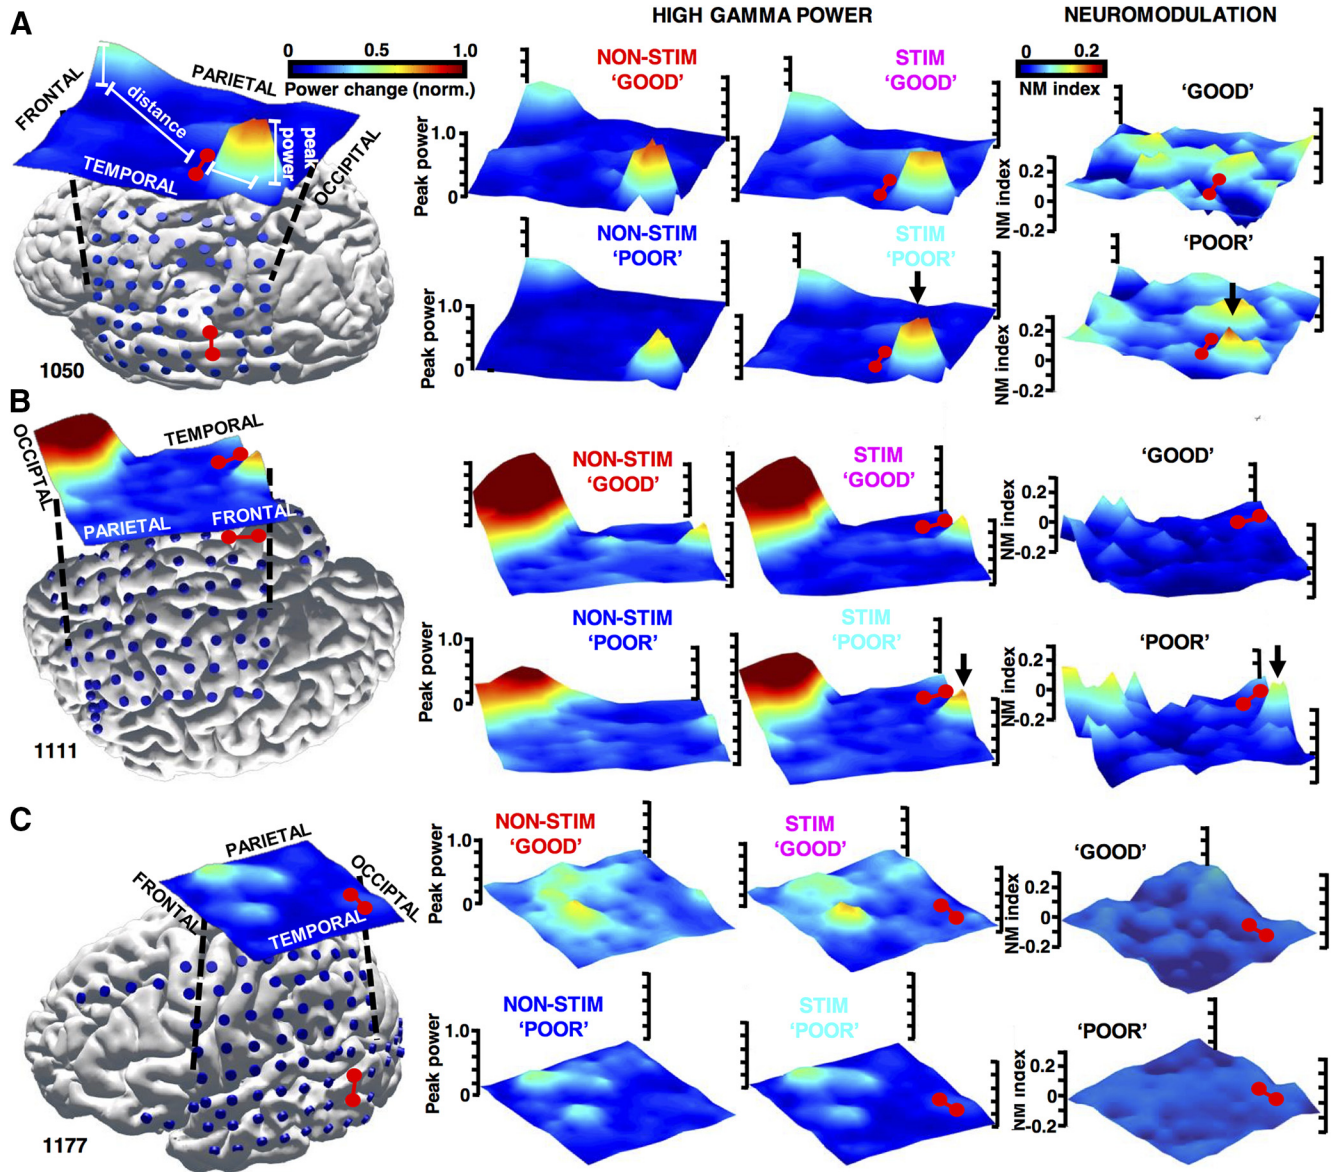 HIGH GAMMA POWER
NEUROMODULATION
A
FRONTAL
PARIETAL
TEMPORAL
OCCIPITAL
distance
peak
power
0 0.5 1.0
Power change (norm.)
1050
NON-STIM
'GOOD'
STIM
'GOOD'
0 0.2
NM index
'GOOD'
Peak power
1.0
0
NM index
0.2
0
-0.2
NON-STIM
'POOR'
STIM
'POOR'
'POOR'
Peak power
1.0
0
NM index
0.2
0
-0.2
B
OCCIPTAL
TEMPORAL
PARIETAL
FRONTAL
1111
NON-STIM
'GOOD'
STIM
'GOOD'
'GOOD'
NM index
0.2
0
-0.2
NON-STIM
'POOR'
STIM
'POOR'
'POOR'
Peak power
1.0
0
NM index
0.2
0
-0.2
C
PARIETAL
FRONTAL
OCCIPTAL
TEMPORAL
1177
NON-STIM
'GOOD'
STIM
'GOOD'
'GOOD'
Peak power
1.0
0
NM index
0.2
0
-0.2
NON-STIM
'POOR'
STIM
'POOR'
'POOR'
Peak power
1.0
0
NM index
0.2
0
-0.2